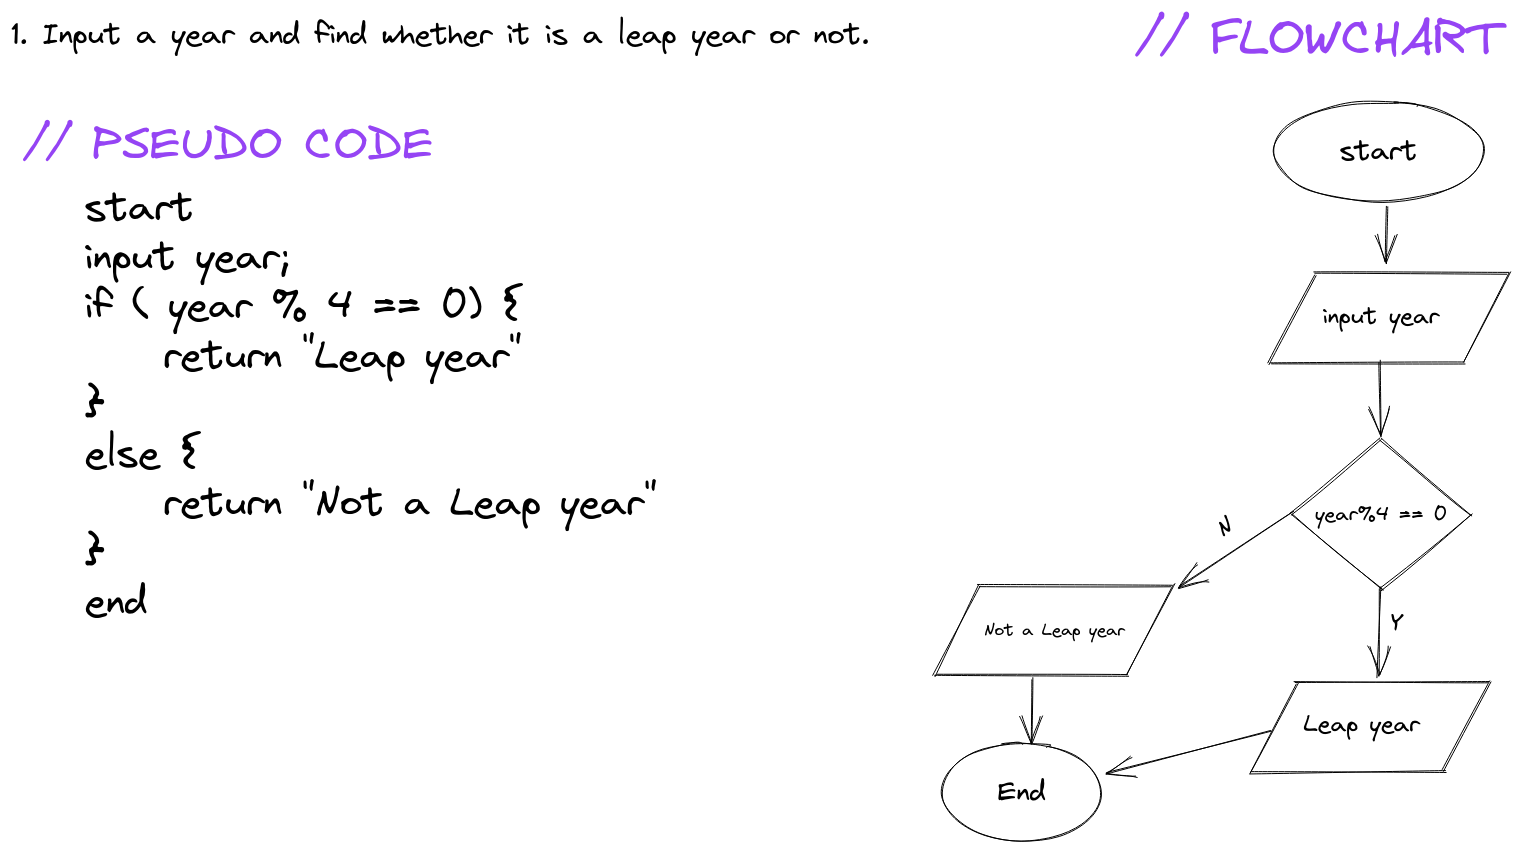 1. Input a year and find whether it is a leap year or not.
// PSEUDO CODE
start
input year;
if ( year % 4 == 0) {
return "Leap year"
}
else {
return "Not a Leap year"
}
end
// FLOWCHART
start
input year
year%4 == 0
N
Y
Not a Leap year
Leap year
End